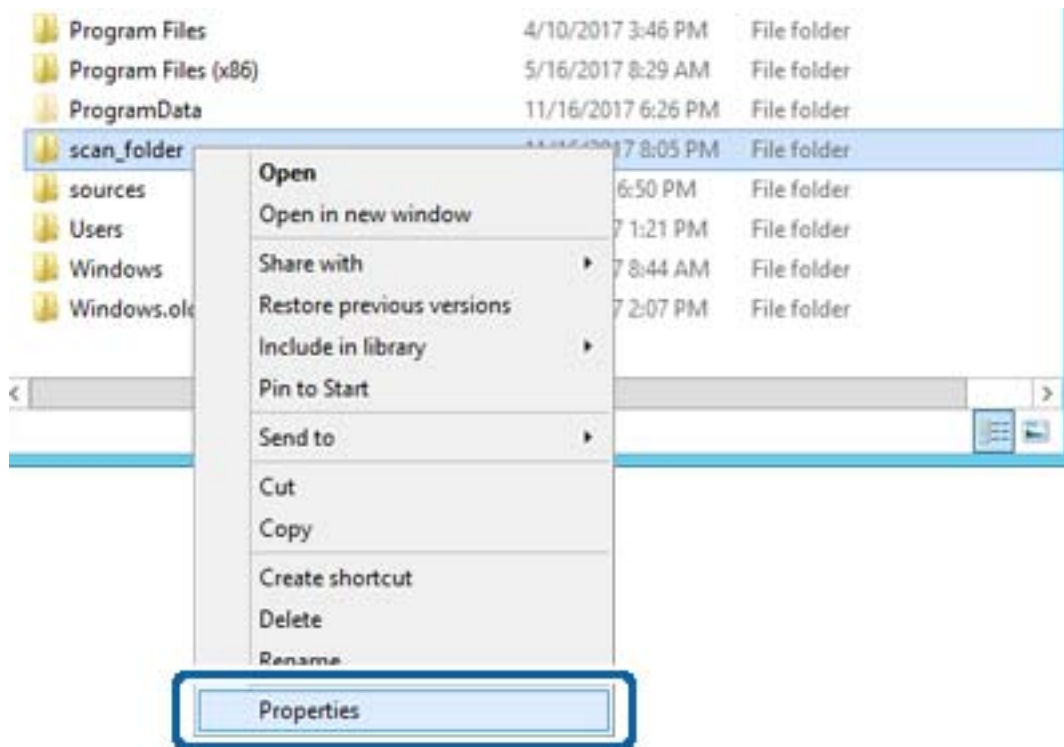 Program Files 4/10/2017 3:46 PM File folder
Program Files (x86) 5/16/2017 8:29 AM File folder
ProgramData 11/16/2017 6:26 PM File folder
scan_folder 17 8:05 PM File folder
sources 6:50 PM File folder
Users 7 1:21 PM File folder
Windows 7 8:44 AM File folder
Windows.old 7 2:07 PM File folder
Open
Open in new window
Share with
Restore previous versions
Include in library
Pin to Start
Send to
Cut
Copy
Create shortcut
Delete
Rename
Properties